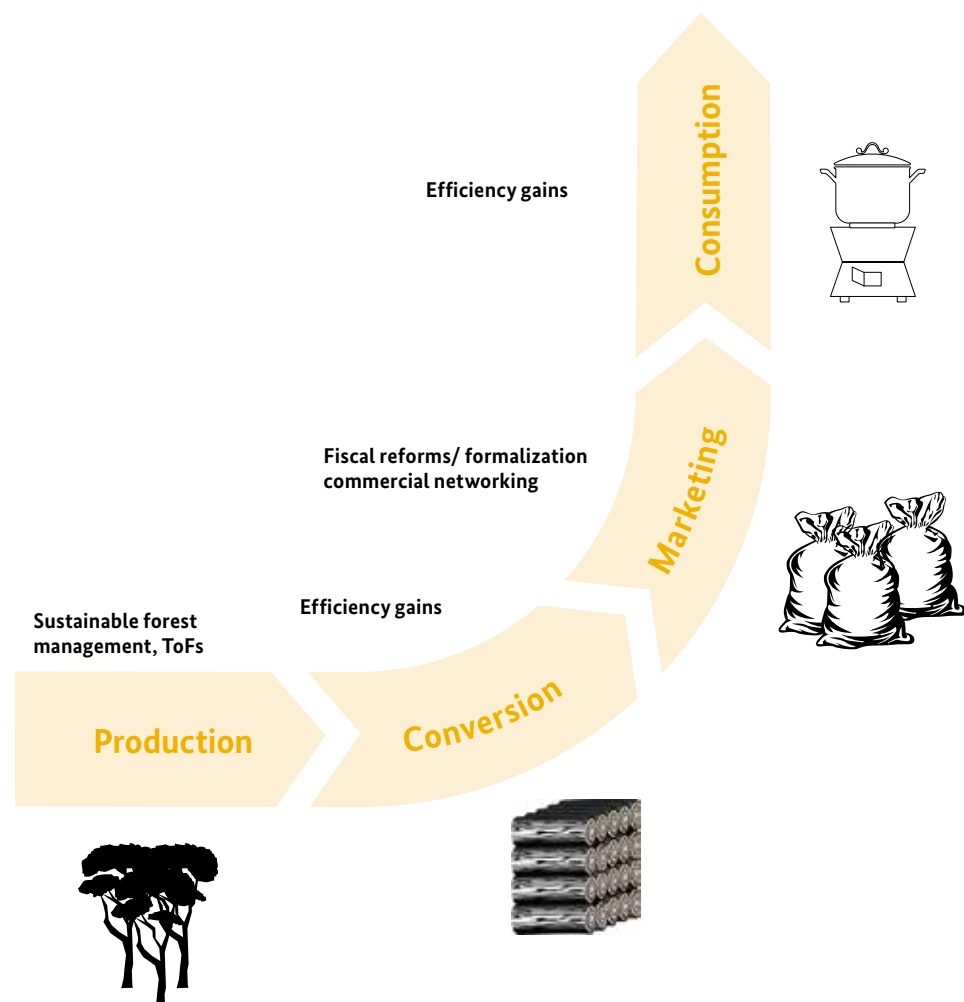 Consumption
Efficiency gains
Fiscal reforms/ formalization
commercial networking
Marketing
Efficiency gains
Sustainable forest
management, ToFs
Conversion
Production